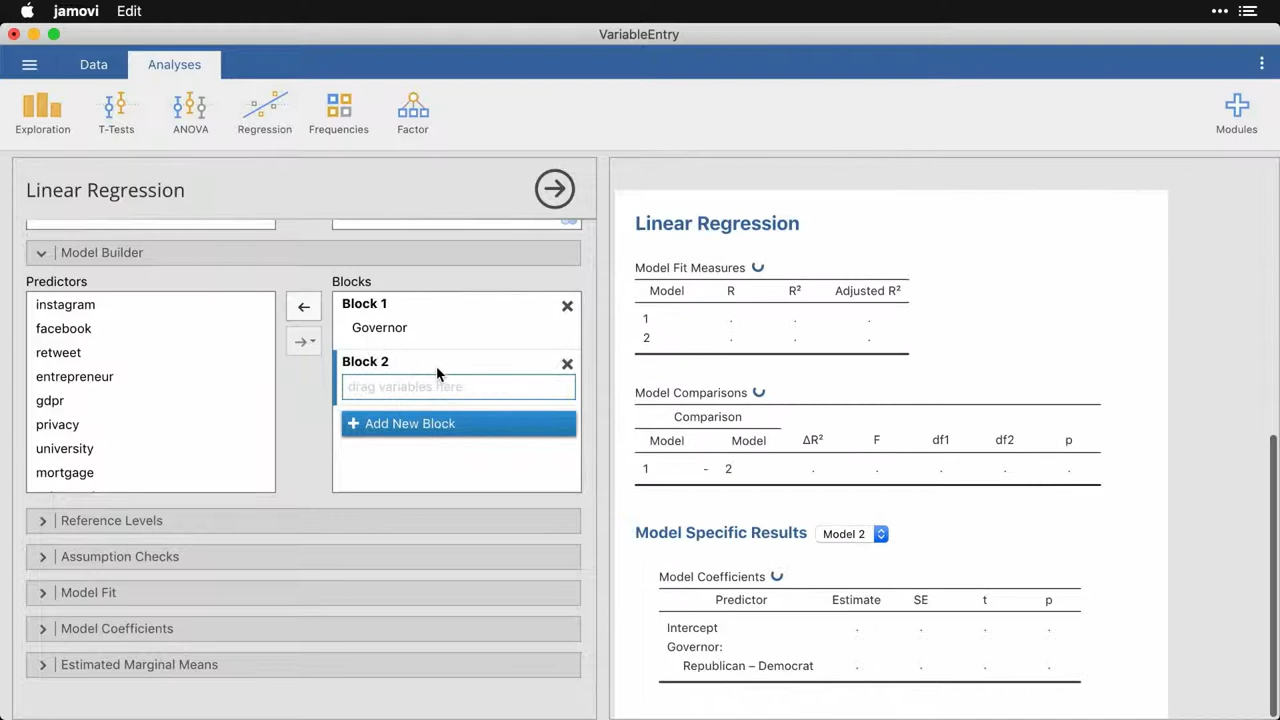 jamovi Edit
VariableEntry
Data Analyses
Exploration T-Tests ANOVA Regression Frequencies Factor Modules
Linear Regression
Model Builder
Predictors
instagram
facebook
retweet
entrepreneur
gdpr
privacy
university
mortgage
Blocks
Block 1
Governor
Block 2
drag variables here
+ Add New Block
Reference Levels
Assumption Checks
Model Fit
Model Coefficients
Estimated Marginal Means
Linear Regression
Model Fit Measures
Model R R² Adjusted R²
1 . . .
2 . . .
Model Comparisons
Comparison
Model Model ΔR² F df1 df2 p
1 - 2 . . . . .
Model Specific Results Model 2
Model Coefficients
Predictor Estimate SE t p
Intercept . . . .
Governor:
Republican – Democrat . . . .